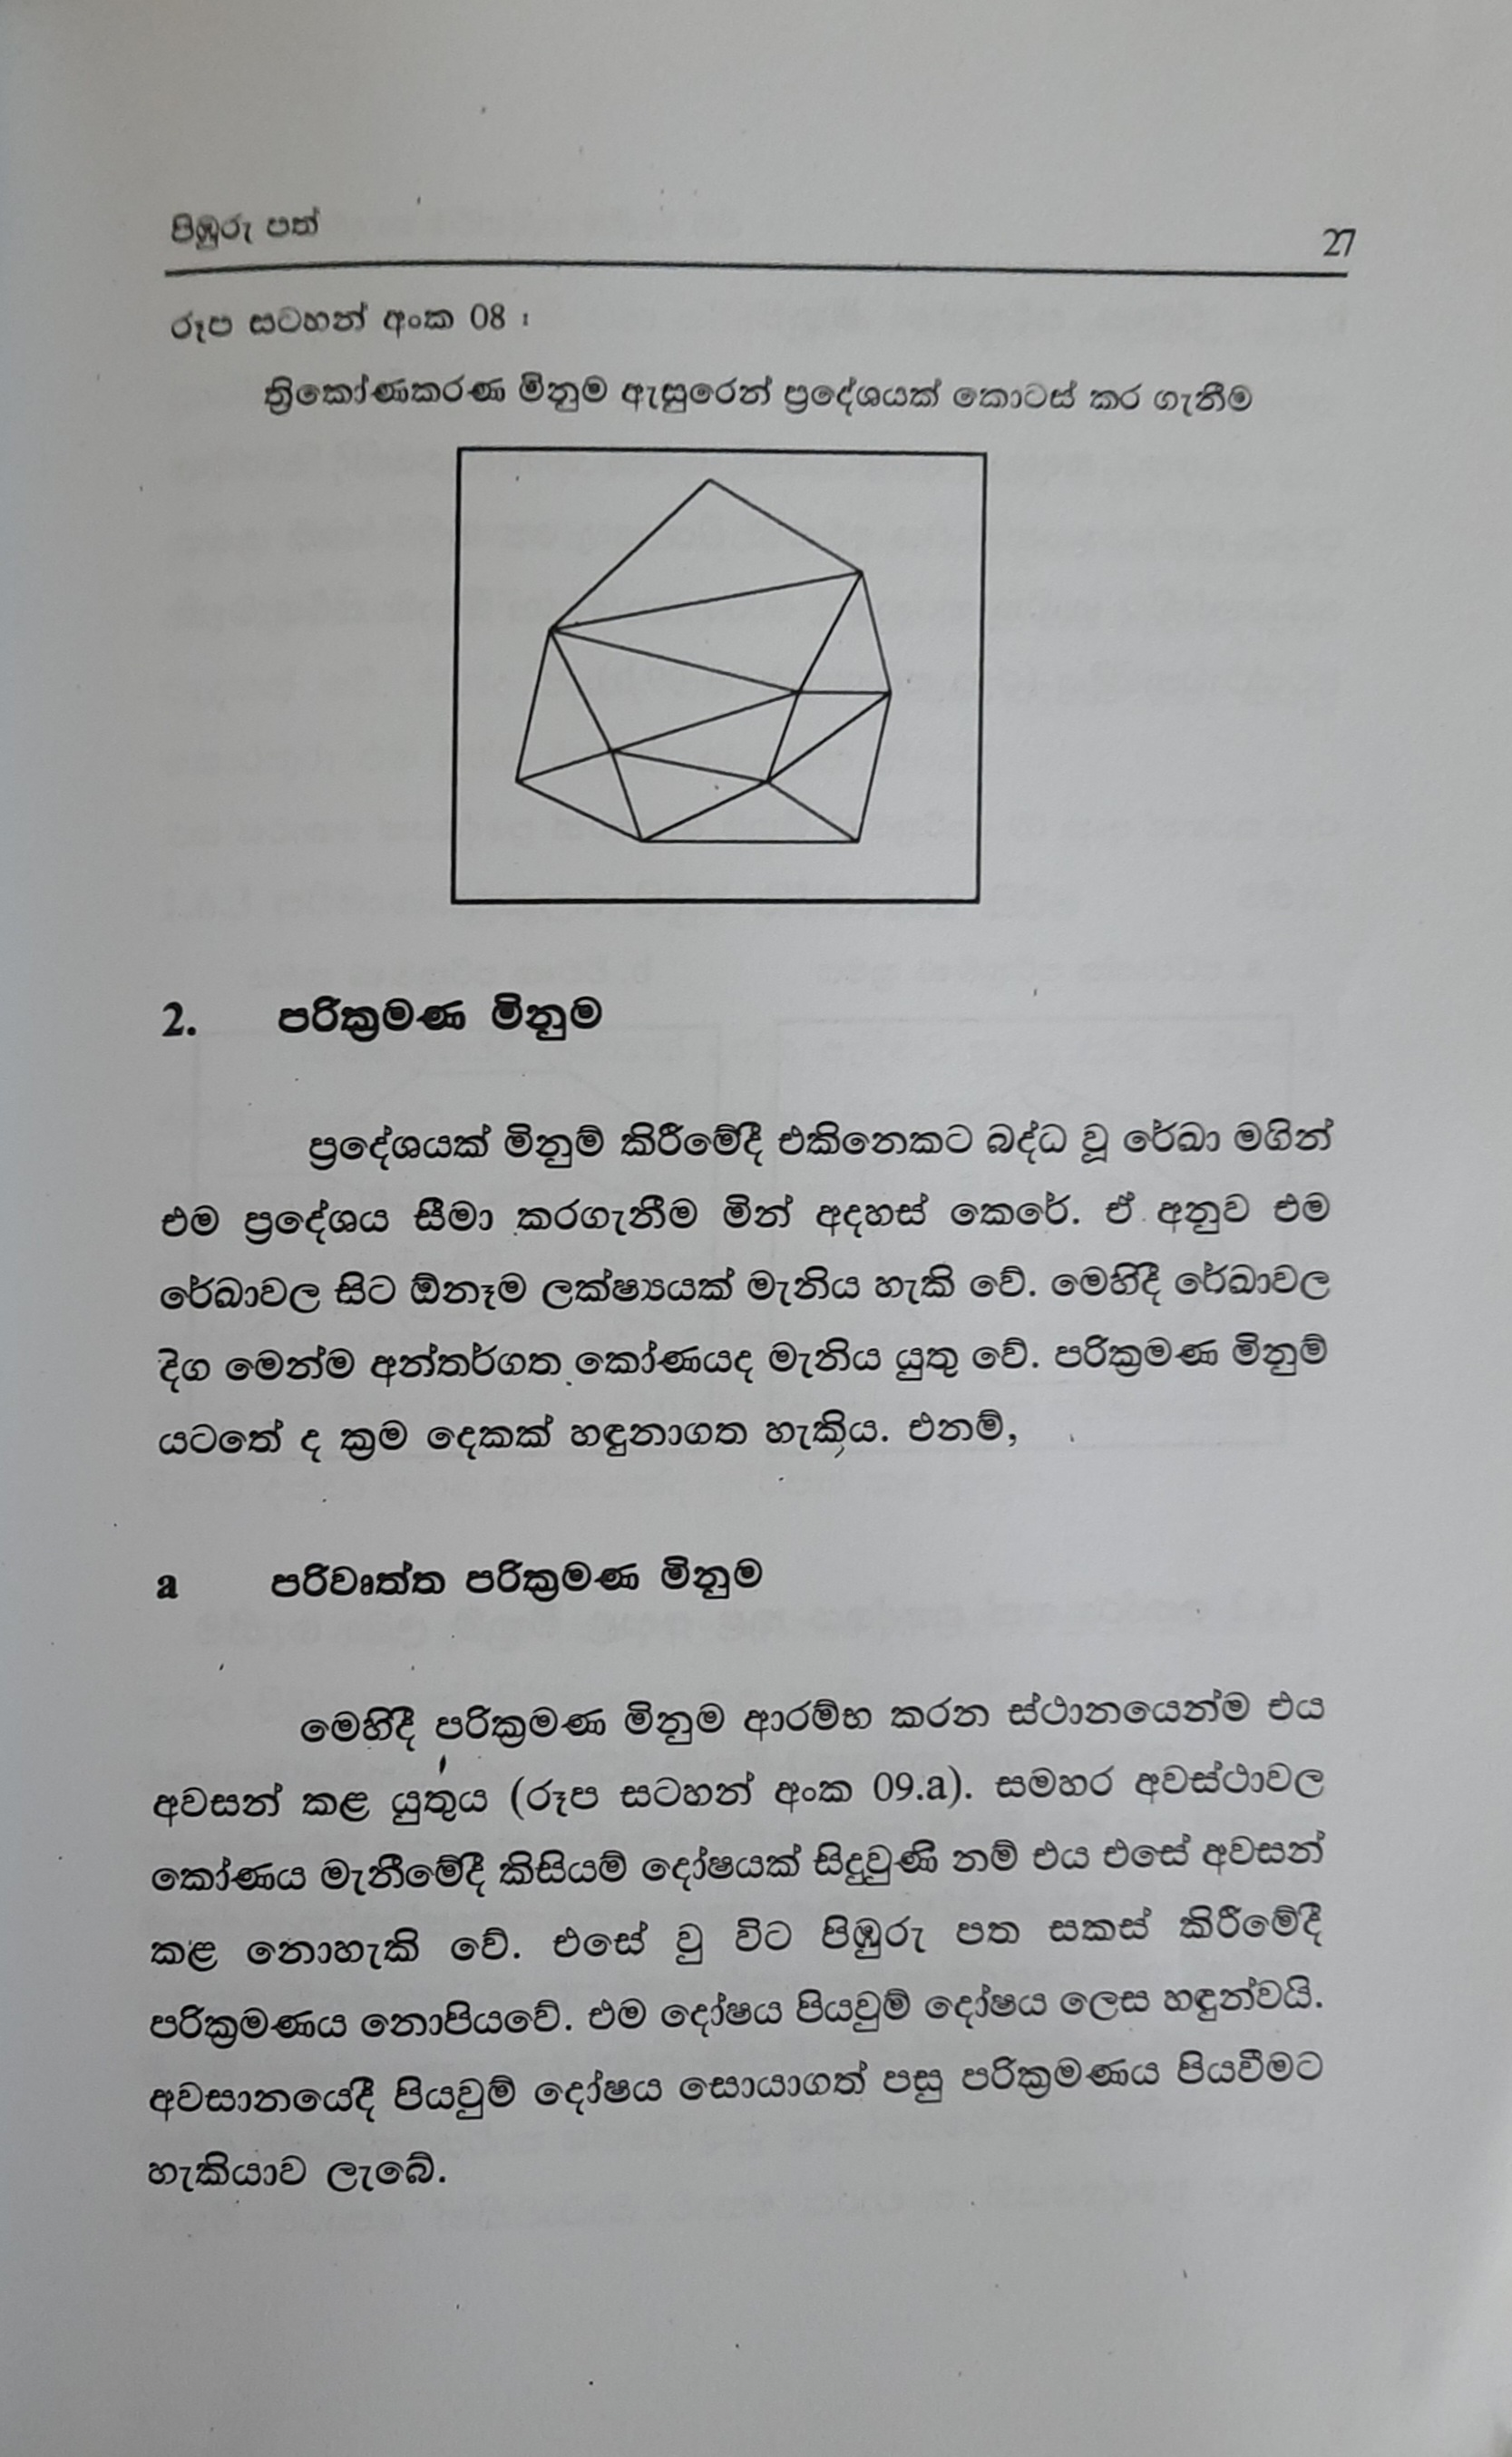 පිඹුරු පත්
27
රූප සටහන් අංක 08 :
ත්‍රිකෝණකරණ මිනුම ඇසුරෙන් ප්‍රදේශයක් කොටස් කර ගැනීම
2. පරික්‍රමණ මිනුම
ප්‍රදේශයක් මිනුම් කිරීමේදී එකිනෙකට බද්ධ වූ රේඛා මගින්
එම ප්‍රදේශය සීමා කරගැනීම මින් අදහස් කෙරේ. ඒ අනුව එම
රේඛාවල සිට ඕනෑම ලක්ෂ්‍යයක් මැනිය හැකි වේ. මෙහිදී රේඛාවල
දිග මෙන්ම අන්තර්ගත කෝණයද මැනිය යුතු වේ. පරික්‍රමණ මිනුම්
යටතේ ද ක්‍රම දෙකක් හඳුනාගත හැකිය. එනම්,
a පරිවෘත්ත පරික්‍රමණ මිනුම
මෙහිදී පරික්‍රමණ මිනුම ආරම්භ කරන ස්ථානයෙන්ම එය
අවසන් කළ යුතුය (රූප සටහන් අංක 09.a). සමහර අවස්ථාවල
කෝණය මැනීමේදී කිසියම් දෝෂයක් සිදුවුණි නම් එය එසේ අවසන්
කළ නොහැකි වේ. එසේ වු විට පිඹුරු පත සකස් කිරීමේදී
පරික්‍රමණය නොපියවේ. එම දෝෂය පියවුම් දෝෂය ලෙස හඳුන්වයි.
අවසානයේදී පියවුම් දෝෂය සොයාගත් පසු පරික්‍රමණය පියවීමට
හැකියාව ලැබේ.